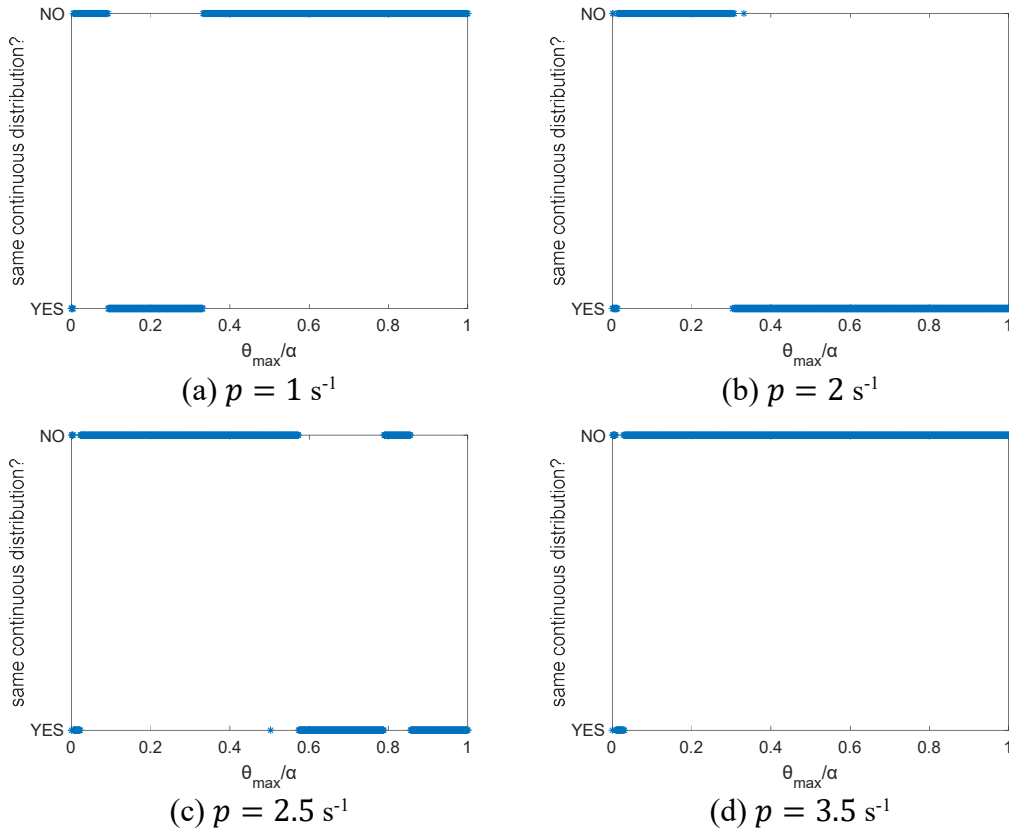 same continuous distribution?
NO
YES
0 0.2 0.4 0.6 0.8 1
θmax/α
(a) p = 1 s-1
same continuous distribution?
NO
YES
0 0.2 0.4 0.6 0.8 1
θmax/α
(b) p = 2 s-1
same continuous distribution?
NO
YES
0 0.2 0.4 0.6 0.8 1
θmax/α
(c) p = 2.5 s-1
same continuous distribution?
NO
YES
0 0.2 0.4 0.6 0.8 1
θmax/α
(d) p = 3.5 s-1